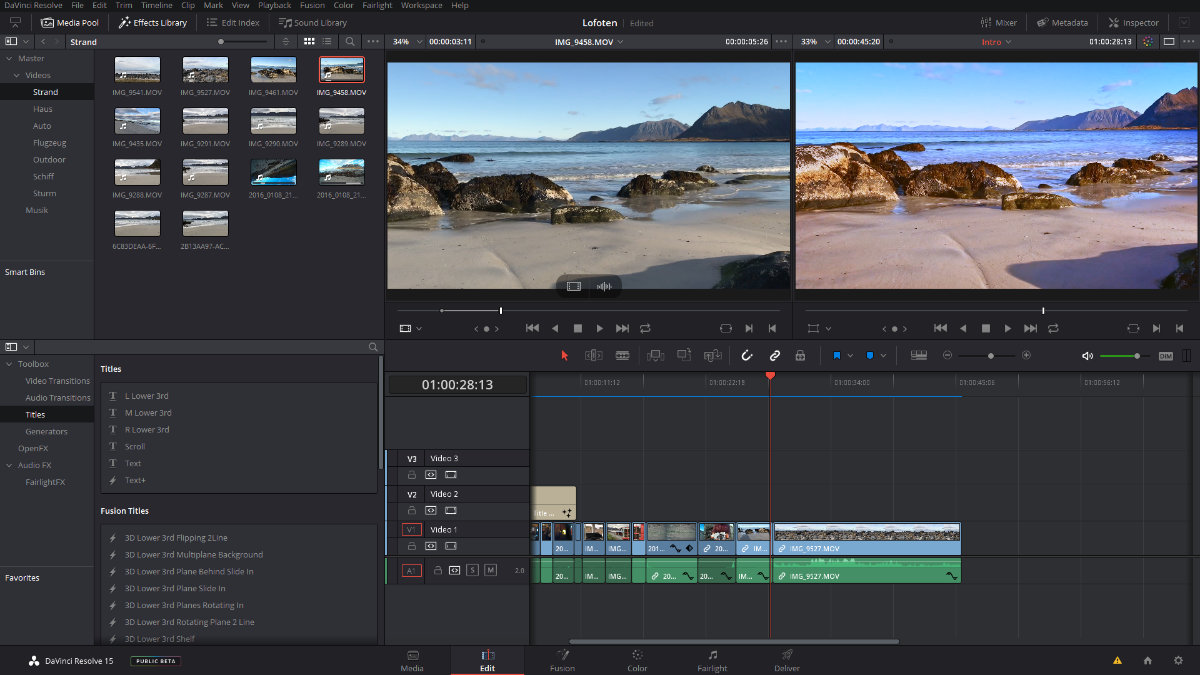 DaVinci Resolve File Edit Trim Timeline Clip Mark View Playback Fusion Color Fairlight Workspace Help
Media Pool Effects Library Edit Index Sound Library Lofoten Edited Mixer Metadata Inspector
Strand 34% 00:00:03:11 IMG_9458.MOV 00:00:05:26 33% 00:00:45:20 Intro 01:00:28:13
Master
Videos
Strand
Haus
Auto
Flugzeug
Outdoor
Schiff
Sturm
Musik
Smart Bins
IMG_9541.MOV IMG_9527.MOV IMG_9461.MOV IMG_9458.MOV
IMG_9435.MOV IMG_9291.MOV IMG_9290.MOV IMG_9289.MOV
IMG_9288.MOV IMG_9287.MOV 2016_0108_21... 2016_0108_21...
6C83DEAA-6F... 2B13AA97-AC...
Toolbox
Video Transitions
Audio Transitions
Titles
Generators
OpenFX
Audio FX
FairlightFX
Favorites
Titles
L Lower 3rd
M Lower 3rd
R Lower 3rd
Scroll
Text
Text+
Fusion Titles
3D Lower 3rd Flipping 2Line
3D Lower 3rd Multiplane Background
3D Lower 3rd Plane Behind Slide In
3D Lower 3rd Plane Slide In
3D Lower 3rd Planes Rotating In
3D Lower 3rd Rotating Plane 2 Line
3D Lower 3rd Shelf
DIM
01:00:28:13 01:00:11:12 01:00:22:18 01:00:34:00 01:00:45:06 01:00:56:12
V3 Video 3
V2 Video 2
Title ...
V1 Video 1
20... IM... IMG... 201... 20... IM... IMG_9527.MOV
A1 S M 2.0
20... IM... IMG... 20... 20... IM... IMG_9527.MOV
DaVinci Resolve 15 PUBLIC BETA
Media Edit Fusion Color Fairlight Deliver